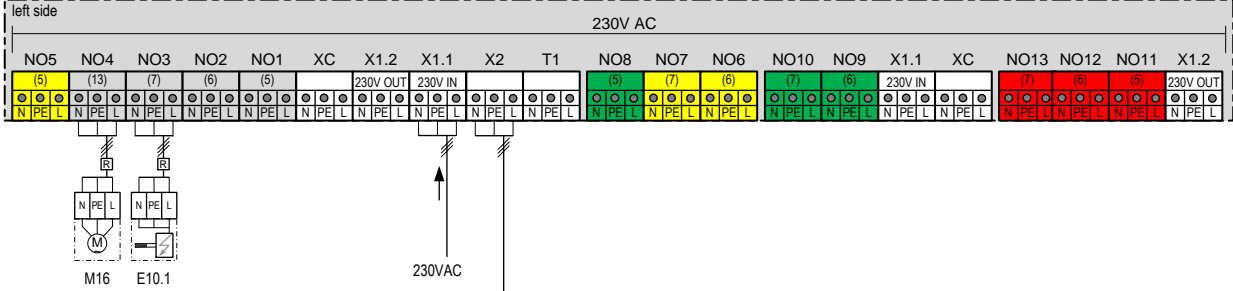 left side
230V AC
NO5 NO4 NO3 NO2 NO1 XC X1.2 X1.1 X2 T1 NO8 NO7 NO6 NO10 NO9 X1.1 XC NO13 NO12 NO11 X1.2
(5) (13) (7) (6) (5) 230V OUT 230V IN (5) (7) (6) (7) (6) 230V IN (7) (6) (5) 230V OUT
N PE L N PE L N PE L N PE L N PE L N PE L N PE L N PE L N PE L N PE L N PE L N PE L N PE L N PE L N PE L N PE L N PE L N PE L N PE L N PE L N PE L
R R
N PE L N PE L
M
M16 E10.1 230VAC